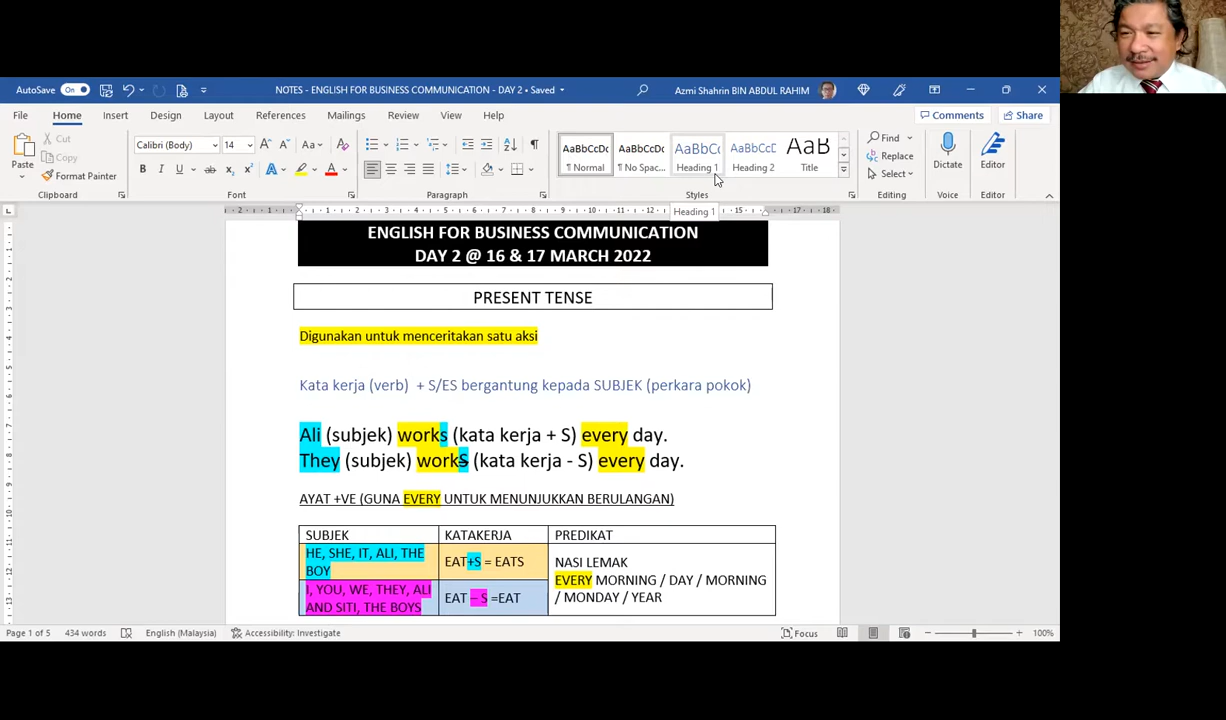 AutoSave On NOTES - ENGLISH FOR BUSINESS COMMUNICATION - DAY 2 • Saved Azmi Shahrin BIN ABDUL RAHIM
File Home Insert Design Layout References Mailings Review View Help Comments Share
Paste
Cut
Copy
Format Painter
Calibri (Body) 14
AaBbCcDc AaBbCcDc AaBbCc AaBbCcD AaB
¶ Normal ¶ No Spac... Heading 1 Heading 2 Title
Find
Replace
Select
Dictate
Editor
Clipboard Font Paragraph Styles Editing Voice Editor
Heading 1
ENGLISH FOR BUSINESS COMMUNICATION
DAY 2 @ 16 & 17 MARCH 2022
PRESENT TENSE
Digunakan untuk menceritakan satu aksi
Kata kerja (verb) + S/ES bergantung kepada SUBJEK (perkara pokok)
Ali (subjek) works (kata kerja + S) every day.
They (subjek) workS (kata kerja - S) every day.
AYAT +VE (GUNA EVERY UNTUK MENUNJUKKAN BERULANGAN)
SUBJEK KATAKERJA PREDIKAT
HE, SHE, IT, ALI, THE
BOY
EAT+S = EATS
I, YOU, WE, THEY, ALI
AND SITI, THE BOYS
EAT – S =EAT
NASI LEMAK
EVERY MORNING / DAY / MORNING
/ MONDAY / YEAR
Page 1 of 5 434 words English (Malaysia) Accessibility: Investigate Focus 100%